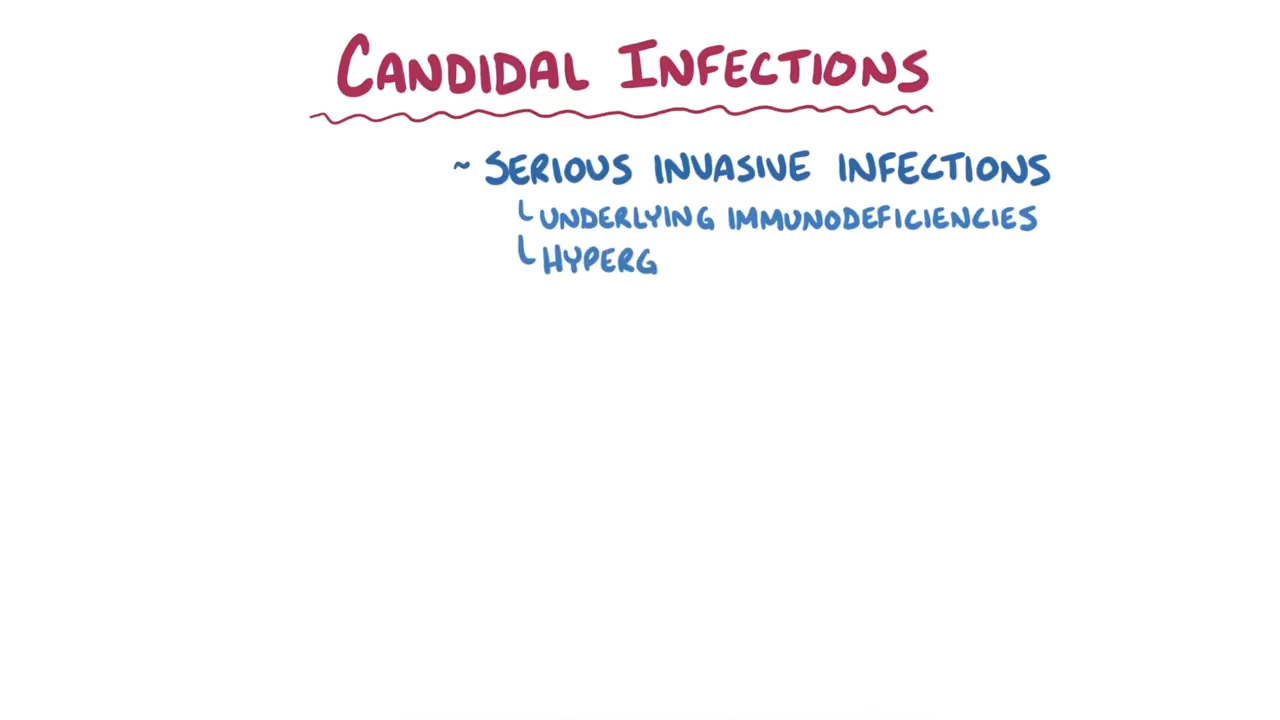 CANDIDAL INFECTIONS
~ SERIOUS INVASIVE INFECTIONS
UNDERLYING IMMUNODEFICIENCIES
HYPERG